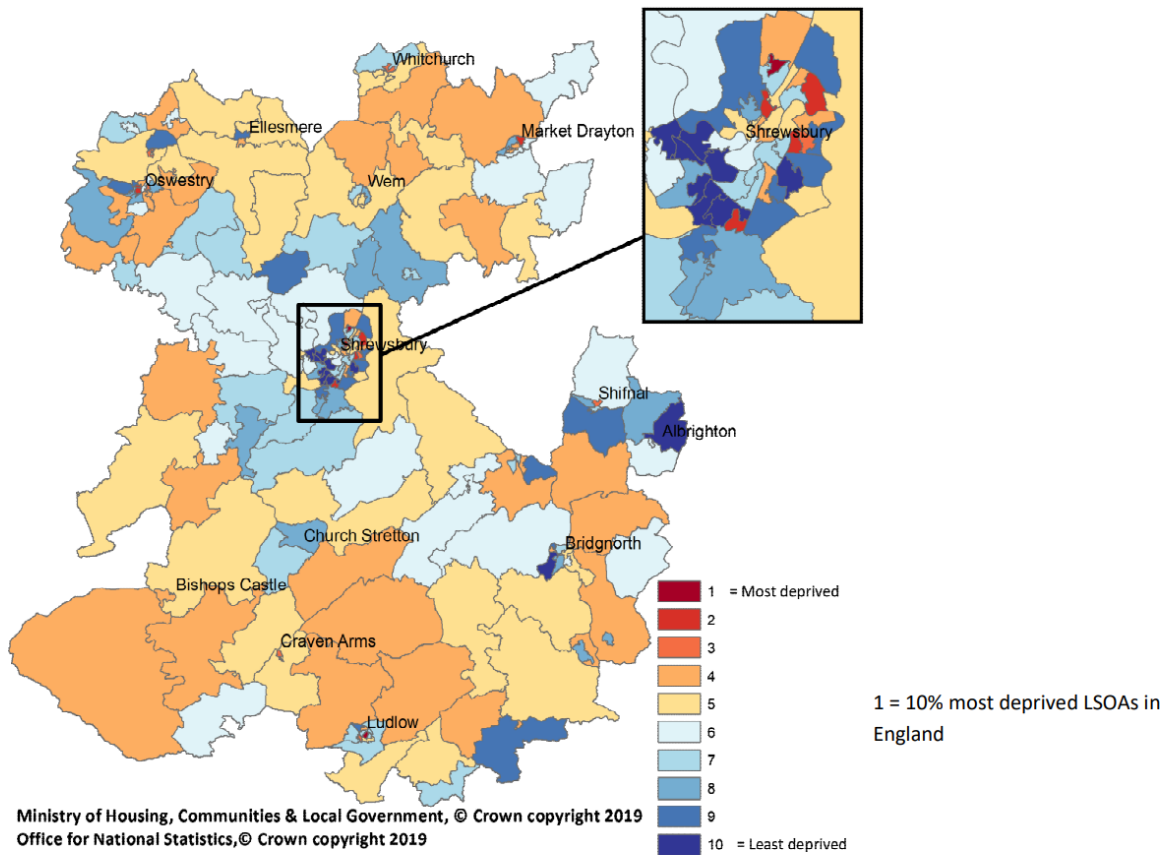 Whitchurch
Ellesmere
Market Drayton
Shrewsbury
Oswestry
Wem
Shrewsbury
Shifnal
Albrighton
Church Stretton
Bridgnorth
Bishops Castle
Craven Arms
Ludlow
1 = Most deprived
2
3
4
5
6
7
8
9
10 = Least deprived
1 = 10% most deprived LSOAs in
England
Ministry of Housing, Communities & Local Government, © Crown copyright 2019
Office for National Statistics,© Crown copyright 2019